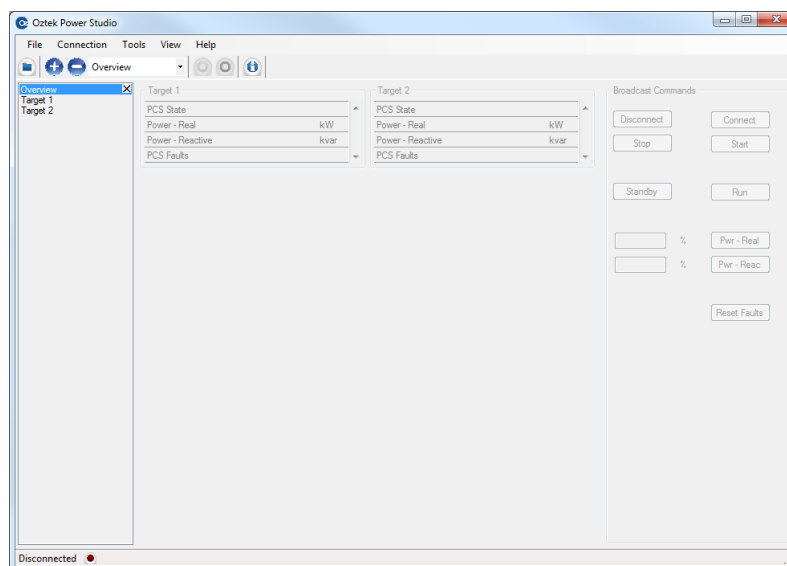 Oztek Power Studio
File Connection Tools View Help
Overview
Overview
Target 1
Target 2
Target 1
PCS State
Power - Real kW
Power - Reactive kvar
PCS Faults
Target 2
PCS State
Power - Real kW
Power - Reactive kvar
PCS Faults
Broadcast Commands
Disconnect Connect
Stop Start
Standby Run
% Pwr - Real
% Pwr - Reac
Reset Faults
Disconnected